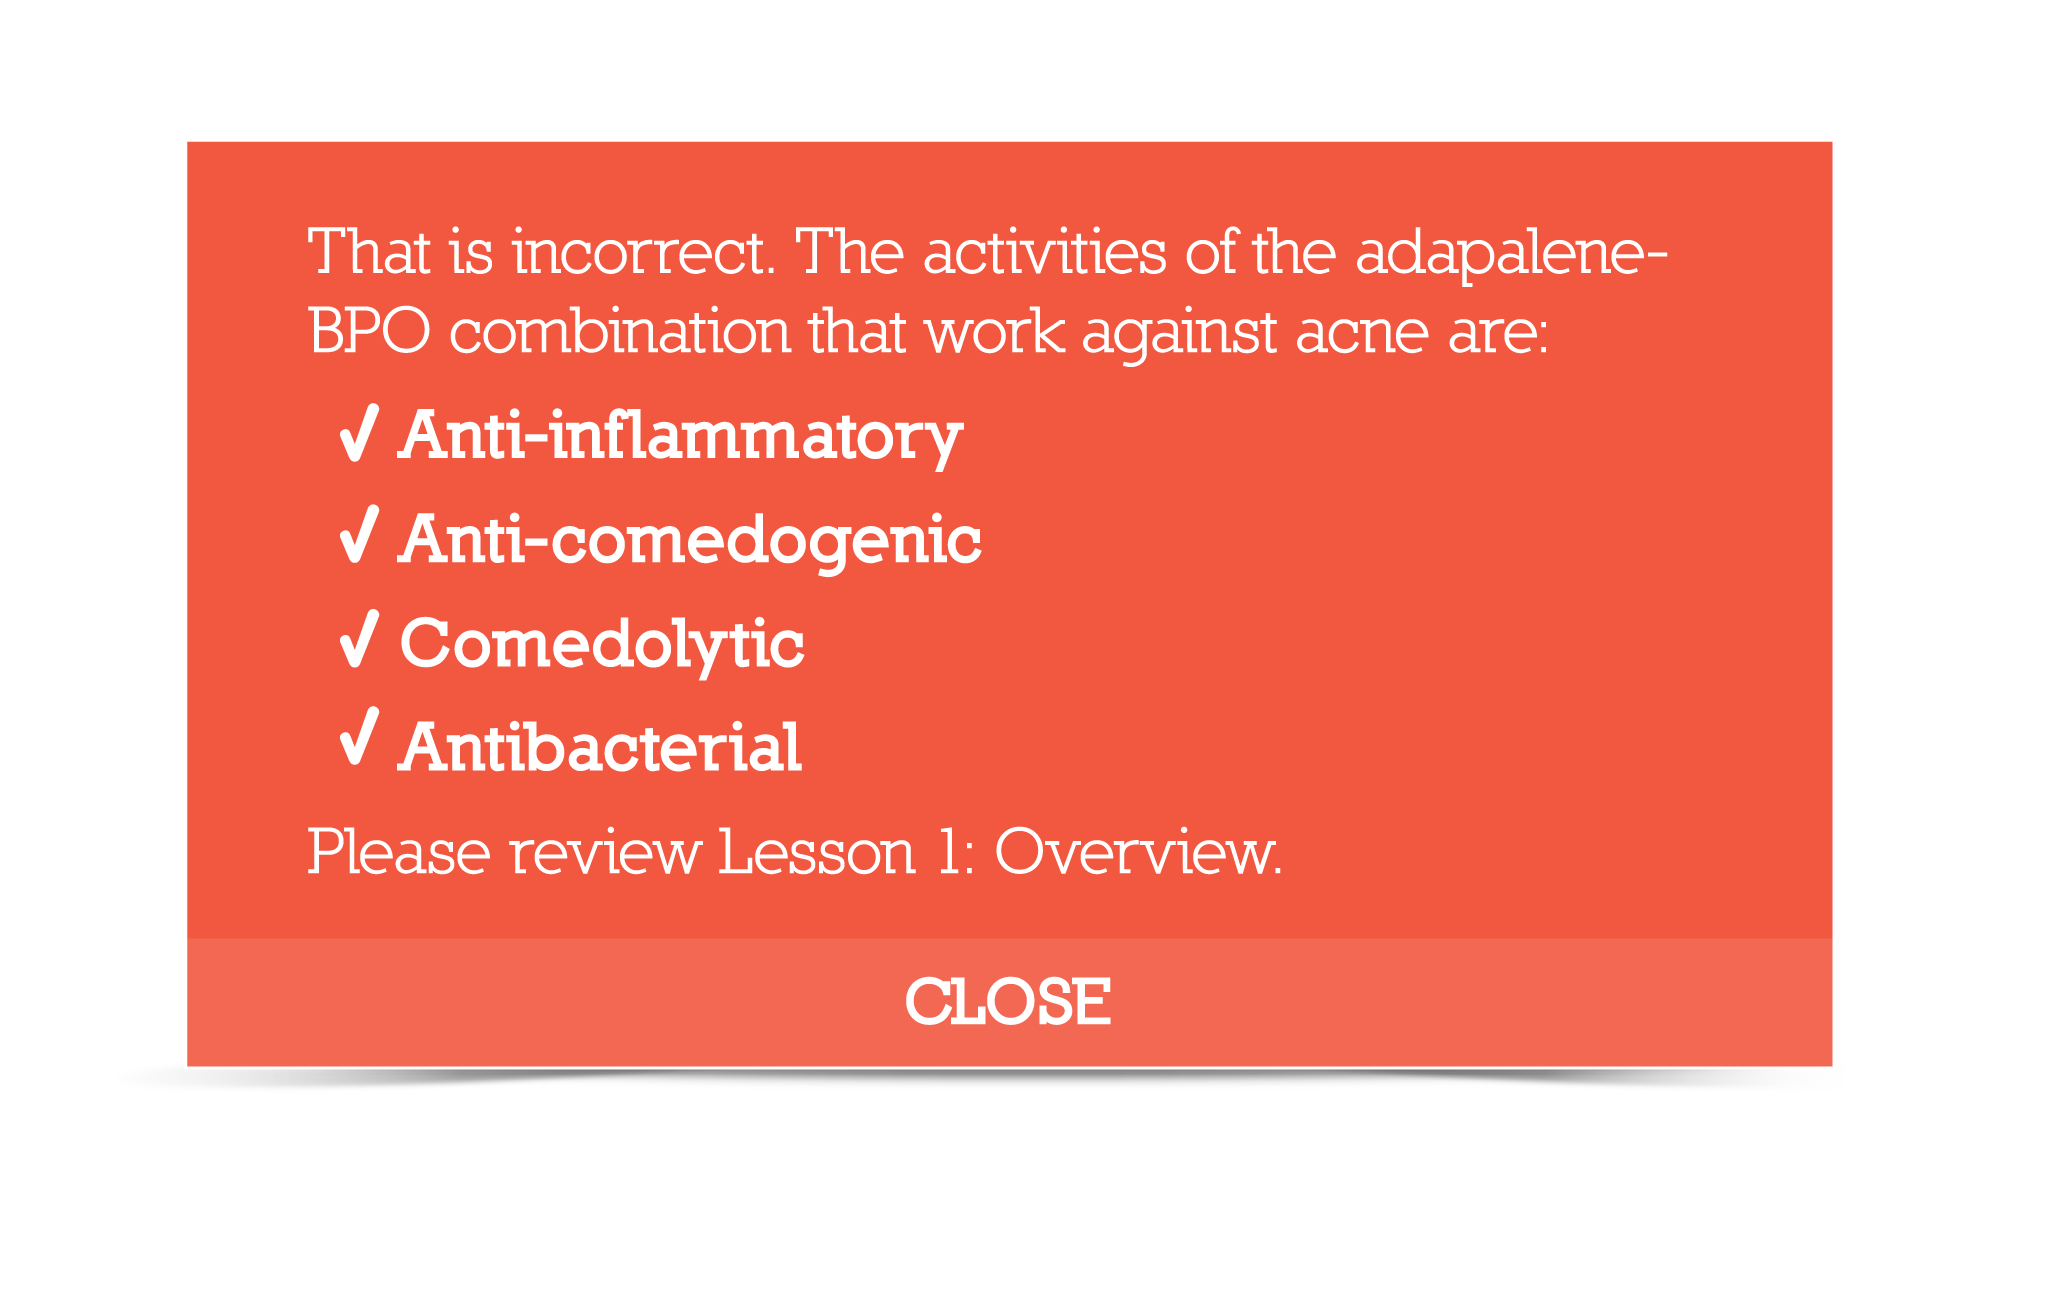 That is incorrect. The activities of the adapalene-
BPO combination that work against acne are:
✓ Anti-inflammatory
✓ Anti-comedogenic
✓ Comedolytic
✓ Antibacterial
Please review Lesson 1: Overview.
CLOSE